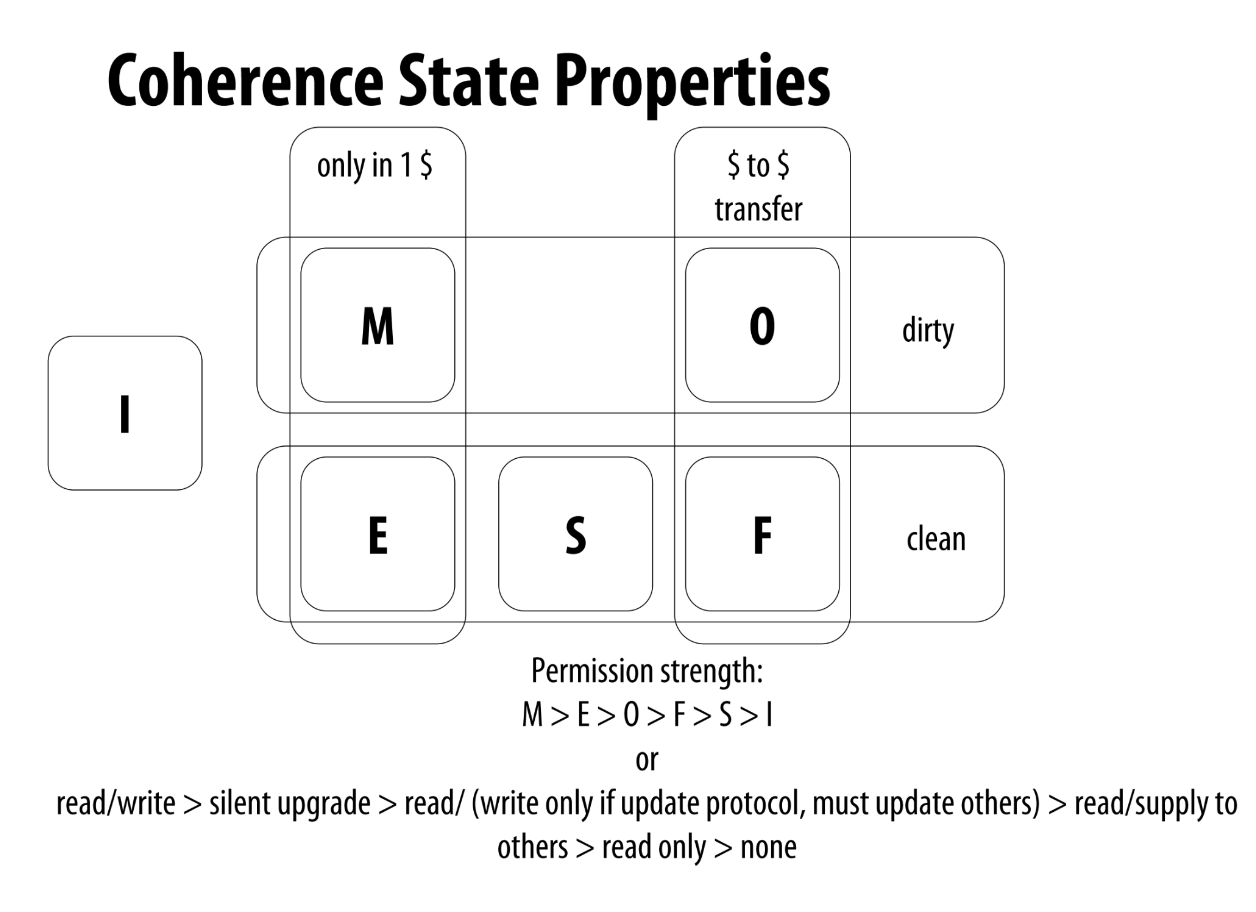 Coherence State Properties
only in 1 $
$ to $
transfer
M
O
dirty
I
E
S
F
clean
Permission strength:
M > E > O > F > S > I
or
read/write > silent upgrade > read/ (write only if update protocol, must update others) > read/supply to
others > read only > none